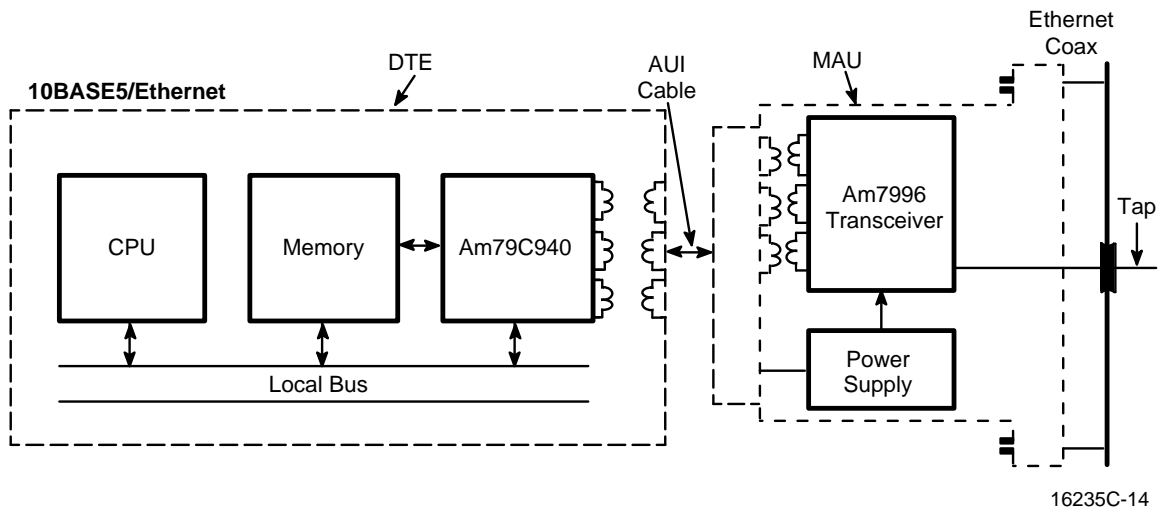 Ethernet
Coax
DTE
AUI
Cable
MAU
10BASE5/Ethernet
CPU
Memory
Am79C940
Am7996
Transceiver
Tap
Power
Supply
Local Bus
16235C-14